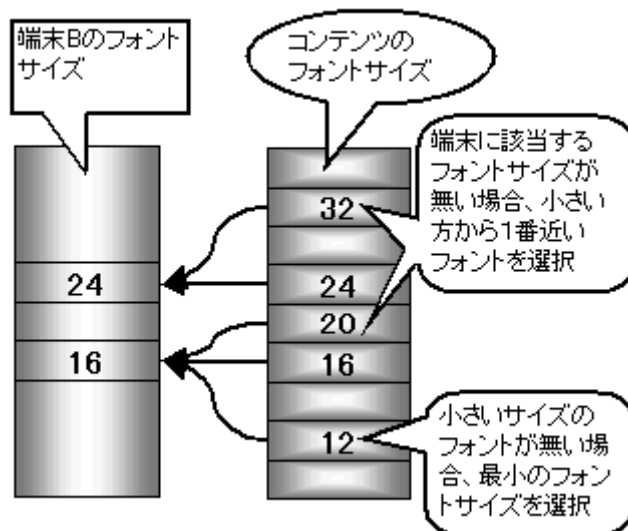 端末Bのフォント
サイズ
コンテンツの
フォントサイズ
端末に該当する
フォントサイズが
無い場合、小さい
方から1番近い
フォントを選択
32
24
24
20
16
16
12
小さいサイズの
フォントが無い場
合、最小のフォン
トサイズを選択